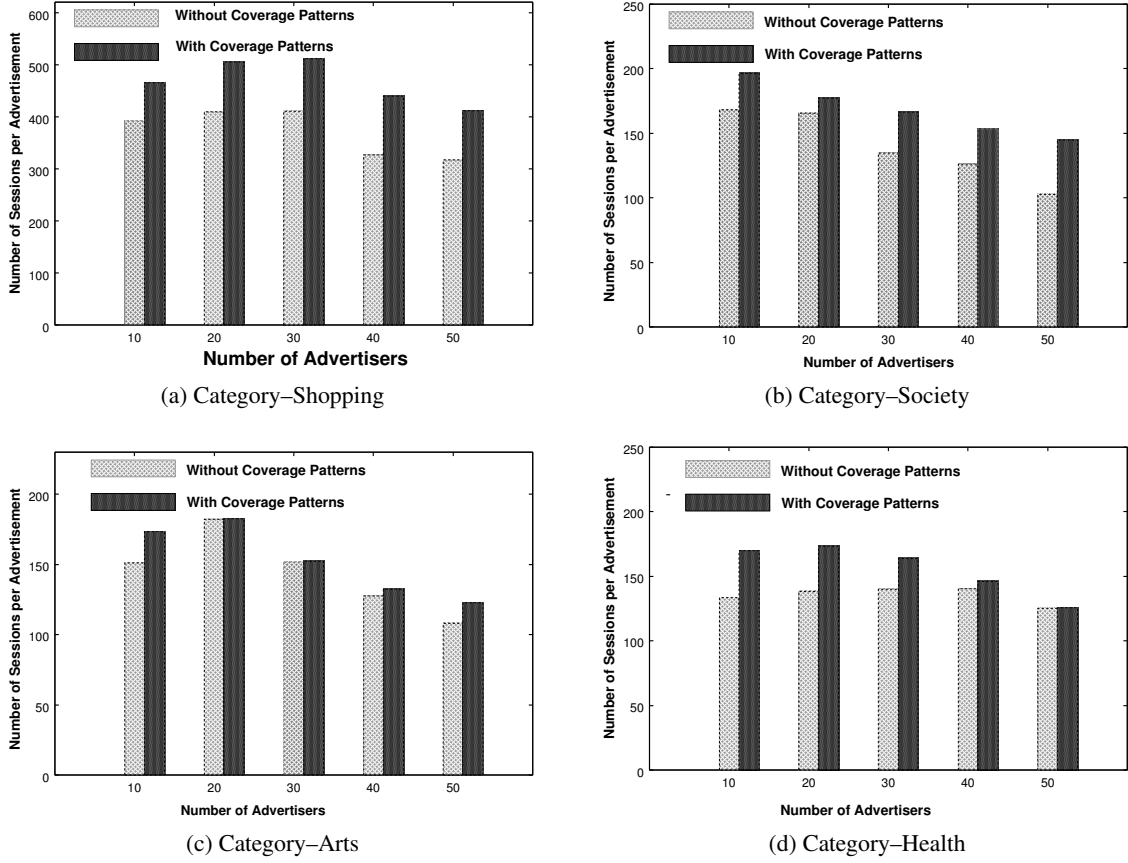 600
500
400
300
200
100
0
Number of Sessions per Advertisement
Without Coverage Patterns
With Coverage Patterns
10 20 30 40 50
Number of Advertisers
(a) Category–Shopping
250
200
150
100
50
0
Number of Sessions per Advertisement
Without Coverage Patterns
With Coverage Patterns
10 20 30 40 50
Number of Advertisers
(b) Category–Society
200
150
100
50
0
Number of Sessions per Advertisement
Without Coverage Patterns
With Coverage Patterns
10 20 30 40 50
Number of Advertisers
(c) Category–Arts
250
200
150
100
50
0
Number of Sessions per Advertisement
Without Coverage Patterns
With Coverage Patterns
10 20 30 40 50
Number of Advertisers
(d) Category–Health